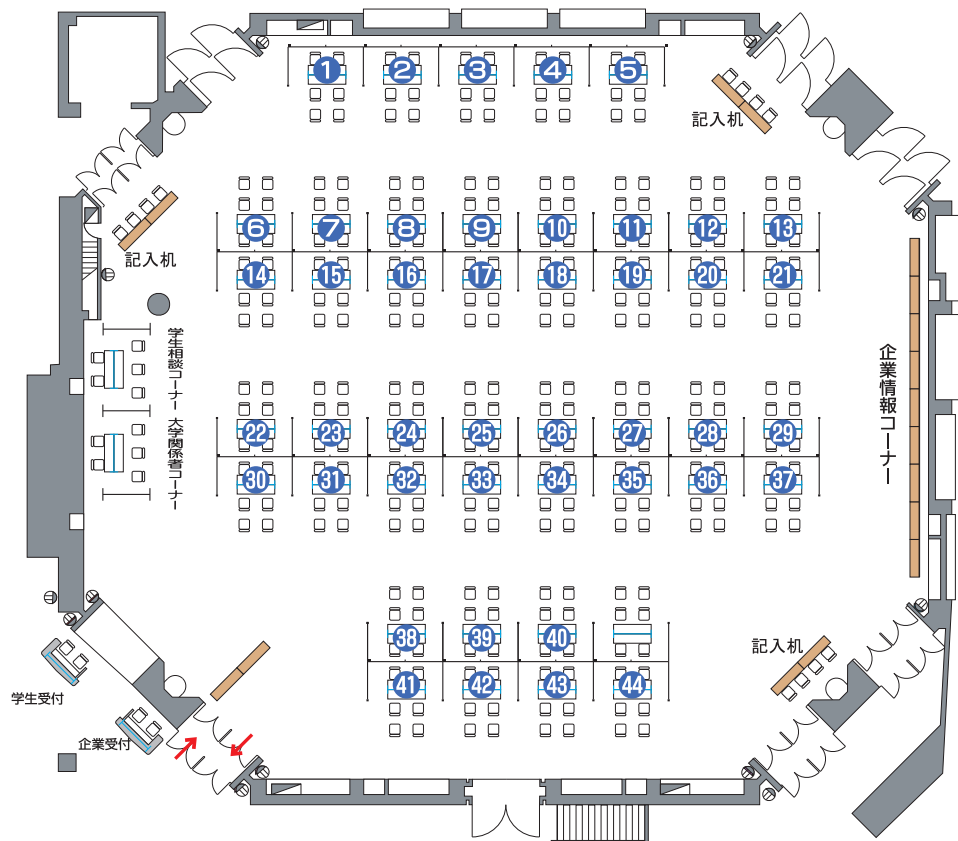 1 2 3 4 5
記入机
6 7 8 9 10 11 12 13
記入机
14 15 16 17 18 19 20 21
学生相談コーナー
企業情報コーナー
大学関係者コーナー
22 23 24 25 26 27 28 29
30 31 32 33 34 35 36 37
38 39 40
記入机
41 42 43 44
学生受付
企業受付